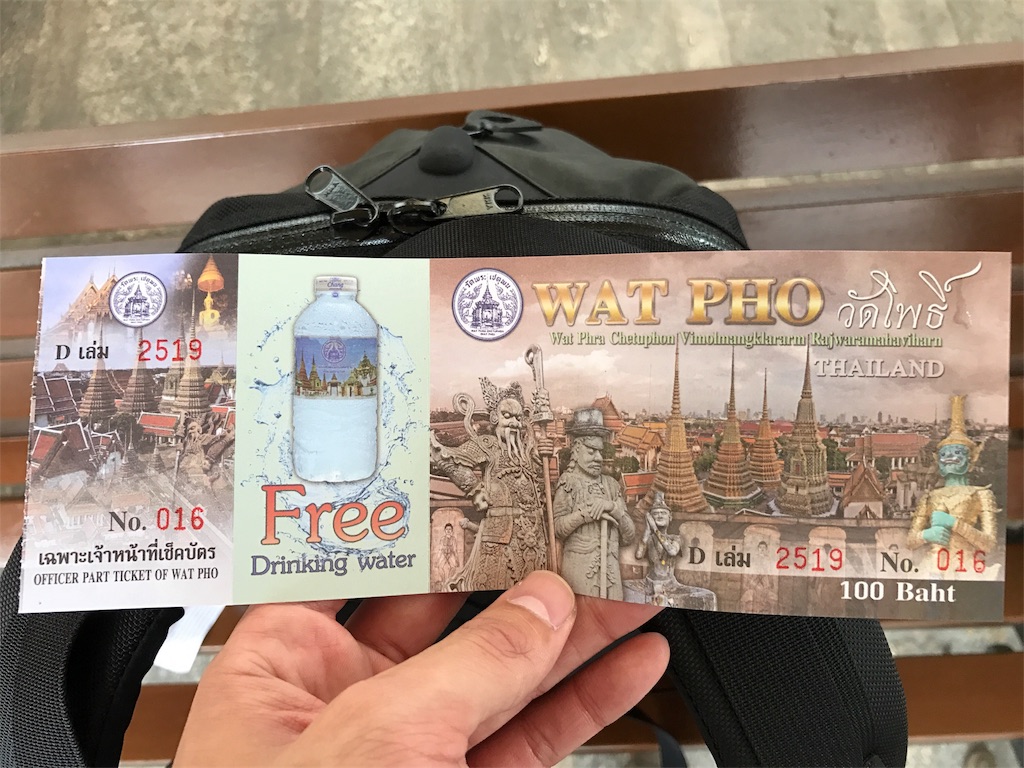 D เล่ม 2519
No. 016
เฉพาะเจ้าหน้าที่เช็คบัตร
OFFICER PART TICKET OF WAT PHO
Chang
Free
Drinking water
WAT PHO วัดโพธิ์
Wat Phra Chetuphon Vimolmangklararm Rajwaramahaviharn
THAILAND
D เล่ม 2519 No. 016
100 Baht